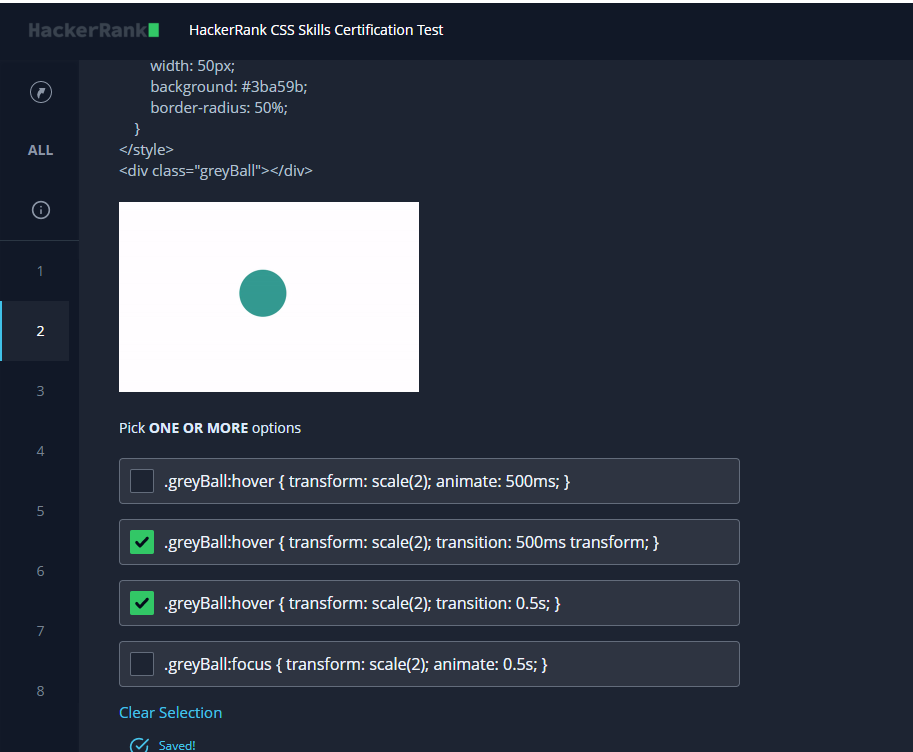 HackerRank
HackerRank CSS Skills Certification Test
width: 50px;
background: #3ba59b;
border-radius: 50%;
}
</style>
<div class="greyBall"></div>
ALL
1
2
3
4
5
6
7
8
Pick ONE OR MORE options
.greyBall:hover { transform: scale(2); animate: 500ms; }
.greyBall:hover { transform: scale(2); transition: 500ms transform; }
.greyBall:hover { transform: scale(2); transition: 0.5s; }
.greyBall:focus { transform: scale(2); animate: 0.5s; }
Clear Selection
Saved!